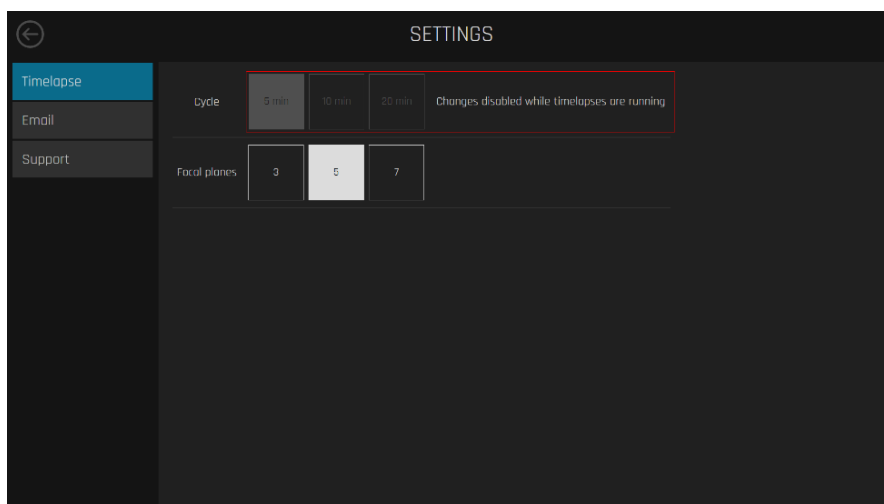 SETTINGS
Timelapse
Email
Support
Cycle 5 min 10 min 20 min Changes disabled while timelapses are running
Focal planes 3 5 7